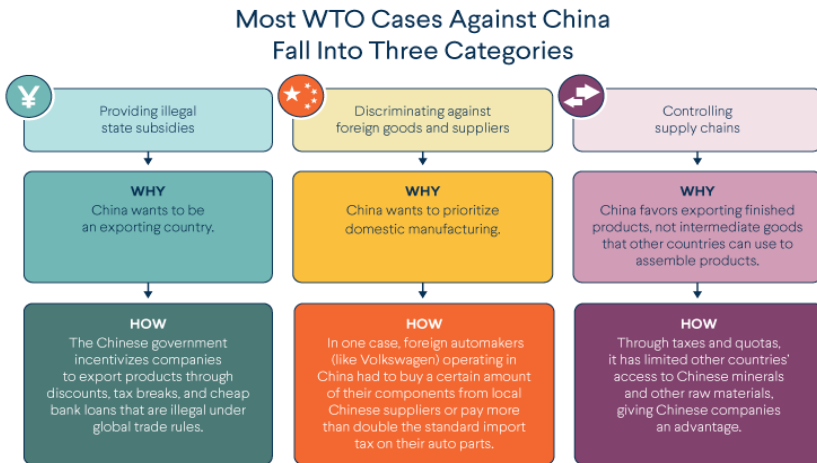 Most WTO Cases Against China
Fall Into Three Categories
¥
Providing illegal
state subsidies
WHY
China wants to be
an exporting country.
HOW
The Chinese government
incentivizes companies
to export products through
discounts, tax breaks, and cheap
bank loans that are illegal under
global trade rules.
Discriminating against
foreign goods and suppliers
WHY
China wants to prioritize
domestic manufacturing.
HOW
In one case, foreign automakers
(like Volkswagen) operating in
China had to buy a certain amount
of their components from local
Chinese suppliers or pay more
than double the standard import
tax on their auto parts.
Controlling
supply chains
WHY
China favors exporting finished
products, not intermediate goods
that other countries can use to
assemble products.
HOW
Through taxes and quotas,
it has limited other countries'
access to Chinese minerals
and other raw materials,
giving Chinese companies
an advantage.